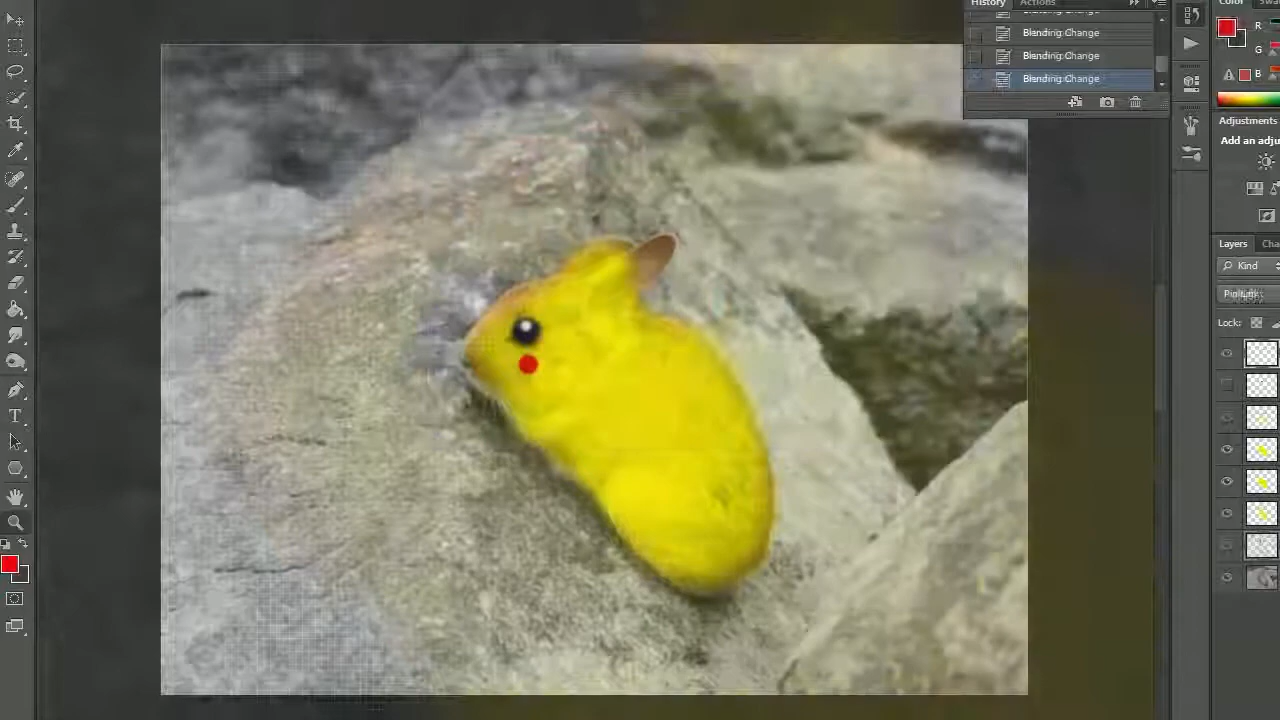 History Actions
Blending Change
Blending Change
Blending Change
Color
R
G
B
Adjustments
Add an adju
Layers
Kind
Lock: